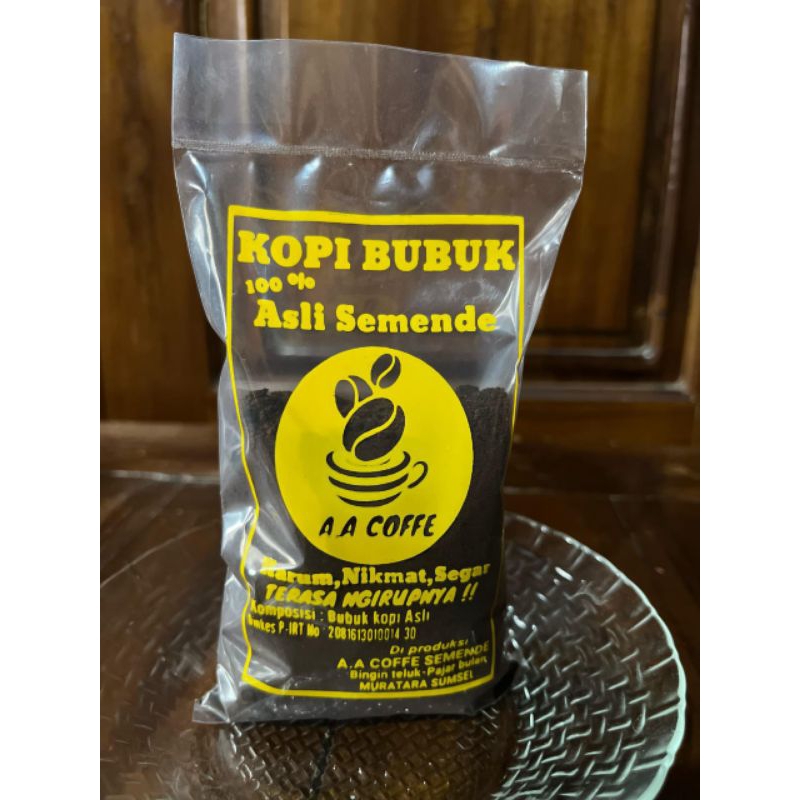 KOPI BUBUK
100 %
Asli Semende
A.A COFFE
Harum, Nikmat, Segar
TERASA NGIRUPNYA !!
Komposisi : Bubuk kopi Asli
P-IRT No : 2081613010014 30
Di produksi
A.A COFFE SEMENDE
Bingin teluk-Pajar bulan,
MURATARA SUMSEL